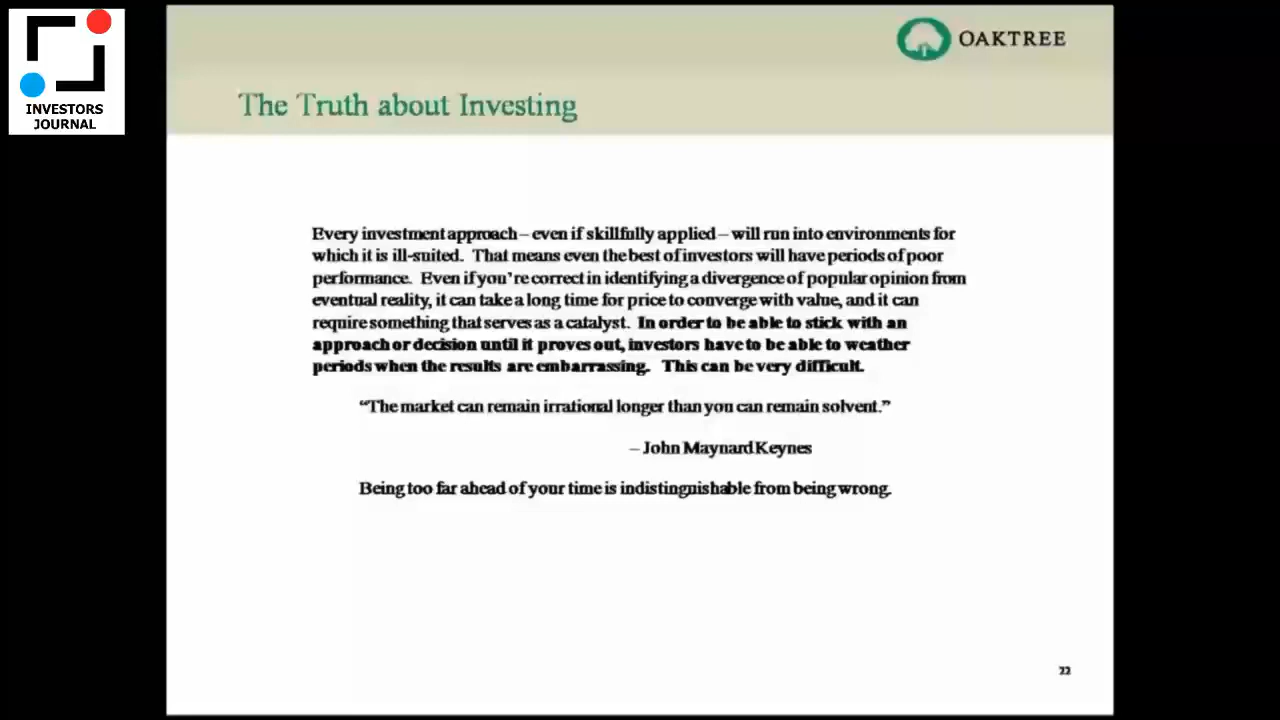 INVESTORS
JOURNAL
OAKTREE
The Truth about Investing
Every investment approach – even if skillfully applied – will run into environments for
which it is ill-suited. That means even the best of investors will have periods of poor
performance. Even if you're correct in identifying a divergence of popular opinion from
eventual reality, it can take a long time for price to converge with value, and it can
require something that serves as a catalyst. In order to be able to stick with an
approach or decision until it proves out, investors have to be able to weather
periods when the results are embarrassing. This can be very difficult.
“The market can remain irrational longer than you can remain solvent.”
– John Maynard Keynes
Being too far ahead of your time is indistinguishable from being wrong.
22